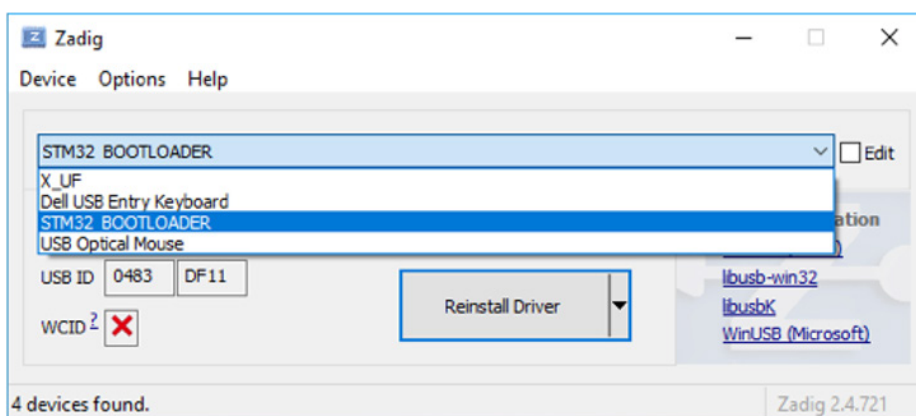 Zadig
Device Options Help
STM32 BOOTLOADER
Edit
X_UF
Dell USB Entry Keyboard
STM32 BOOTLOADER
USB Optical Mouse
ation
USB ID 0483 DF11
Reinstall Driver
libusb-win32
WCID ?
libusbK
WinUSB (Microsoft)
4 devices found.
Zadig 2.4.721